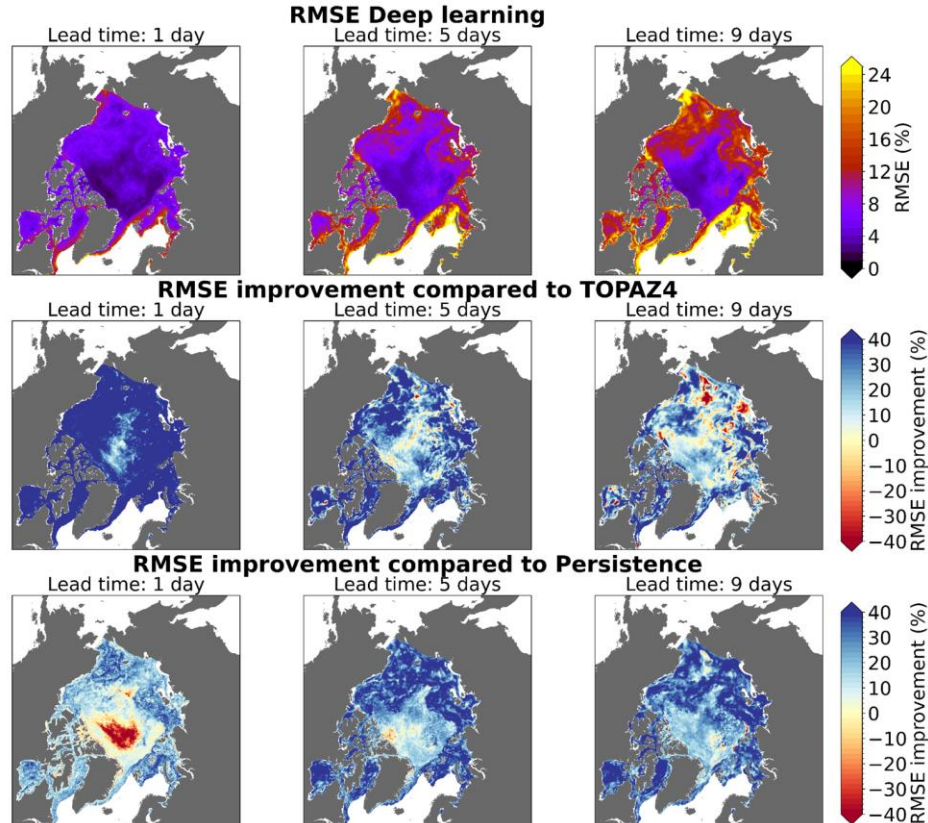 RMSE Deep learning
Lead time: 1 day
Lead time: 5 days
Lead time: 9 days
24
20
16
12
8
4
0
RMSE (%)
RMSE improvement compared to TOPAZ4
Lead time: 1 day
Lead time: 5 days
Lead time: 9 days
40
30
20
10
0
−10
−20
−30
−40
RMSE improvement (%)
RMSE improvement compared to Persistence
Lead time: 1 day
Lead time: 5 days
Lead time: 9 days
40
30
20
10
0
−10
−20
−30
−40
RMSE improvement (%)